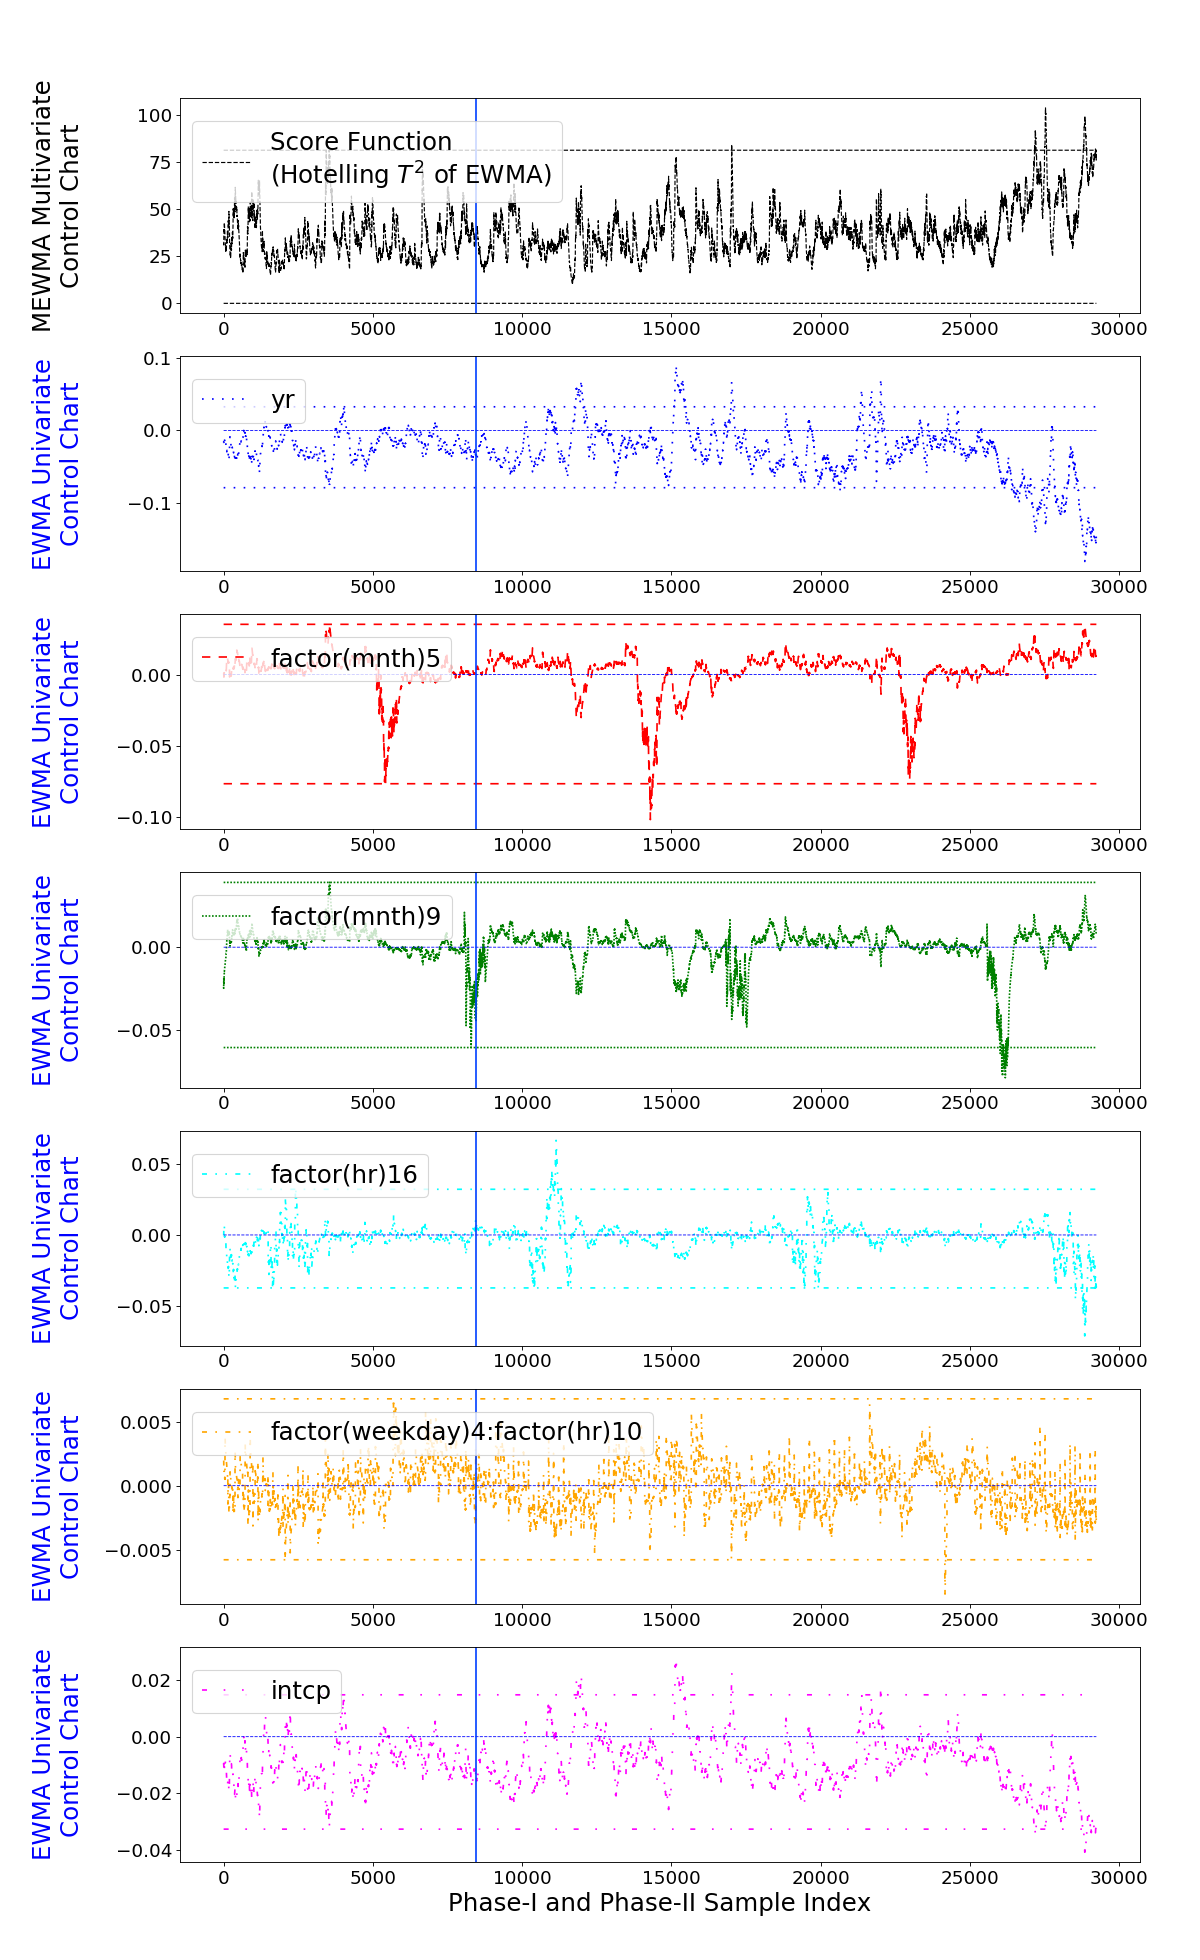 MEWMA Multivariate
Control Chart
100
75
50
25
0
Score Function
(Hotelling T² of EWMA)
0 5000 10000 15000 20000 25000 30000
EWMA Univariate
Control Chart
0.1
0.0
−0.1
yr
0 5000 10000 15000 20000 25000 30000
EWMA Univariate
Control Chart
0.00
−0.05
−0.10
factor(mnth)5
0 5000 10000 15000 20000 25000 30000
EWMA Univariate
Control Chart
0.00
−0.05
factor(mnth)9
0 5000 10000 15000 20000 25000 30000
EWMA Univariate
Control Chart
0.05
0.00
−0.05
factor(hr)16
0 5000 10000 15000 20000 25000 30000
EWMA Univariate
Control Chart
0.005
0.000
−0.005
factor(weekday)4:factor(hr)10
0 5000 10000 15000 20000 25000 30000
EWMA Univariate
Control Chart
0.02
0.00
−0.02
−0.04
intcp
0 5000 10000 15000 20000 25000 30000
Phase-I and Phase-II Sample Index